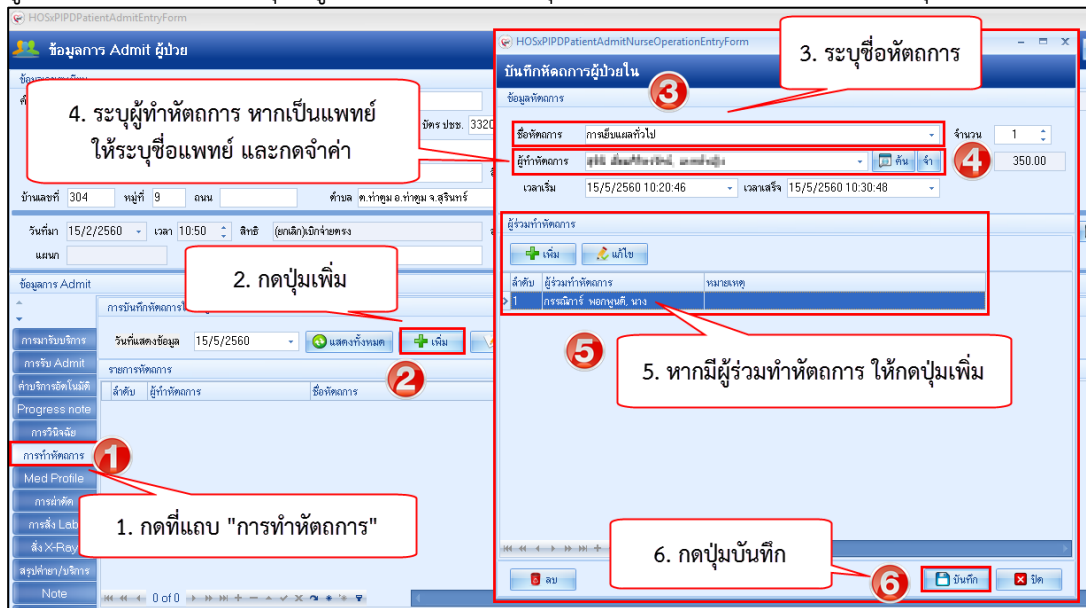 HOSxPIPDPatientAdmitEntryForm
ข้อมูลการ Admit ผู้ป่วย
4. ระบุผู้ทำหัตถการ หากเป็นแพทย์
ให้ระบุชื่อแพทย์ และกดจำค่า
บัตร ปชช. 3320
บ้านเลขที่ 304 หมู่ที่ 9 ถนน ตำบล ต.ท่าตูม อ.ท่าตูม จ.สุรินทร์
วันที่มา 15/2/2560 เวลา 10:50 สิทธิ (ยกเลิก)เบิกจ่ายตรง
แผนก
2. กดปุ่มเพิ่ม
ข้อมูลการ Admit
วันที่แสดงข้อมูล 15/5/2560 แสดงทั้งหมด เพิ่ม
2
รายการหัตถการ
ลำดับ ผู้ทำหัตถการ ชื่อหัตถการ
การมารับบริการ
การรับ Admit
ค่าบริการอัตโนมัติ
Progress note
การวินิจฉัย
การทำหัตถการ
1
Med Profile
การผ่าตัด
การสั่ง Lab
สั่ง X-Ray
สรุปค่ายา/บริการ
Note
1. กดที่แถบ "การทำหัตถการ"
0 of 0
HOSxPIPDPatientAdmitNurseOperationEntryForm
3. ระบุชื่อหัตถการ
บันทึกหัตถการผู้ป่วยใน
3
ข้อมูลหัตถการ
ชื่อหัตถการ การเย็บแผลทั่วไป จำนวน 1
ผู้ทำหัตถการ ค้น จำ 4 350.00
เวลาเริ่ม 15/5/2560 10:20:46 เวลาเสร็จ 15/5/2560 10:30:48
ผู้ร่วมทำหัตถการ
เพิ่ม แก้ไข
ลำดับ ผู้ร่วมทำหัตถการ หมายเหตุ
1 กรรณิการ์ พอกพูนดี, นาง
5
5. หากมีผู้ร่วมทำหัตถการ ให้กดปุ่มเพิ่ม
6. กดปุ่มบันทึก
ลบ 6 บันทึก ปิด